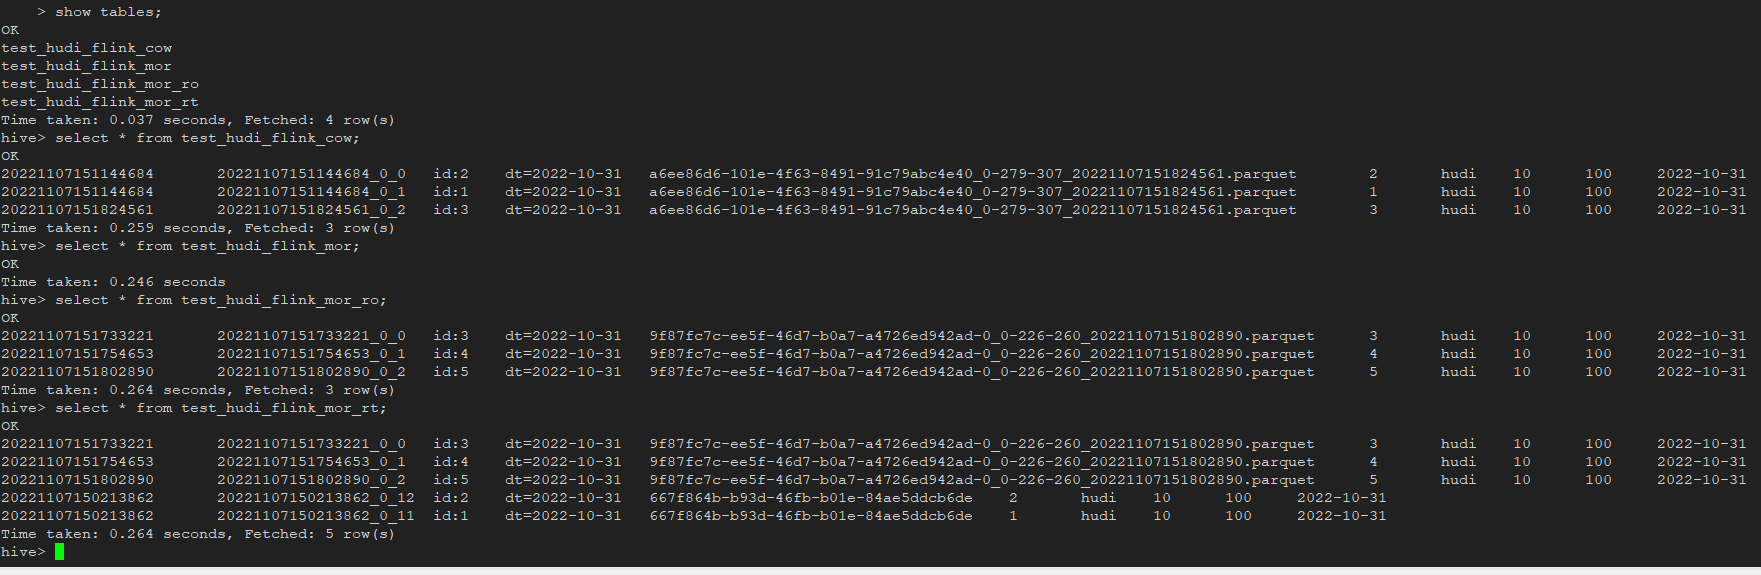 > show tables;
OK
test_hudi_flink_cow
test_hudi_flink_mor
test_hudi_flink_mor_ro
test_hudi_flink_mor_rt
Time taken: 0.037 seconds, Fetched: 4 row(s)
hive> select * from test_hudi_flink_cow;
OK
20221107151144684 20221107151144684_0_0 id:2 dt=2022-10-31 a6ee86d6-101e-4f63-8491-91c79abc4e40_0-279-307_20221107151824561.parquet 2 hudi 10 100 2022-10-31
20221107151144684 20221107151144684_0_1 id:1 dt=2022-10-31 a6ee86d6-101e-4f63-8491-91c79abc4e40_0-279-307_20221107151824561.parquet 1 hudi 10 100 2022-10-31
20221107151824561 20221107151824561_0_2 id:3 dt=2022-10-31 a6ee86d6-101e-4f63-8491-91c79abc4e40_0-279-307_20221107151824561.parquet 3 hudi 10 100 2022-10-31
Time taken: 0.259 seconds, Fetched: 3 row(s)
hive> select * from test_hudi_flink_mor;
OK
Time taken: 0.246 seconds
hive> select * from test_hudi_flink_mor_ro;
OK
20221107151733221 20221107151733221_0_0 id:3 dt=2022-10-31 9f87fc7c-ee5f-46d7-b0a7-a4726ed942ad-0_0-226-260_20221107151802890.parquet 3 hudi 10 100 2022-10-31
20221107151754653 20221107151754653_0_1 id:4 dt=2022-10-31 9f87fc7c-ee5f-46d7-b0a7-a4726ed942ad-0_0-226-260_20221107151802890.parquet 4 hudi 10 100 2022-10-31
20221107151802890 20221107151802890_0_2 id:5 dt=2022-10-31 9f87fc7c-ee5f-46d7-b0a7-a4726ed942ad-0_0-226-260_20221107151802890.parquet 5 hudi 10 100 2022-10-31
Time taken: 0.264 seconds, Fetched: 3 row(s)
hive> select * from test_hudi_flink_mor_rt;
OK
20221107151733221 20221107151733221_0_0 id:3 dt=2022-10-31 9f87fc7c-ee5f-46d7-b0a7-a4726ed942ad-0_0-226-260_20221107151802890.parquet 3 hudi 10 100 2022-10-31
20221107151754653 20221107151754653_0_1 id:4 dt=2022-10-31 9f87fc7c-ee5f-46d7-b0a7-a4726ed942ad-0_0-226-260_20221107151802890.parquet 4 hudi 10 100 2022-10-31
20221107151802890 20221107151802890_0_2 id:5 dt=2022-10-31 9f87fc7c-ee5f-46d7-b0a7-a4726ed942ad-0_0-226-260_20221107151802890.parquet 5 hudi 10 100 2022-10-31
20221107150213862 20221107150213862_0_12 id:2 dt=2022-10-31 667f864b-b93d-46fb-b01e-84ae5ddcb6de 2 hudi 10 100 2022-10-31
20221107150213862 20221107150213862_0_11 id:1 dt=2022-10-31 667f864b-b93d-46fb-b01e-84ae5ddcb6de 1 hudi 10 100 2022-10-31
Time taken: 0.264 seconds, Fetched: 5 row(s)
hive>